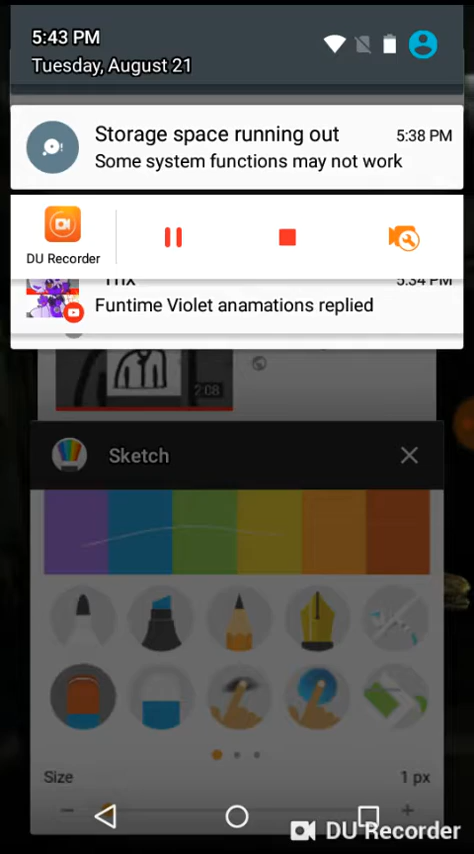 5:43 PM
Tuesday, August 21
Storage space running out 5:38 PM
Some system functions may not work
DU Recorder
5:34 PM
Funtime Violet anamations replied
2:08
Sketch
Size 1 px
DU Recorder